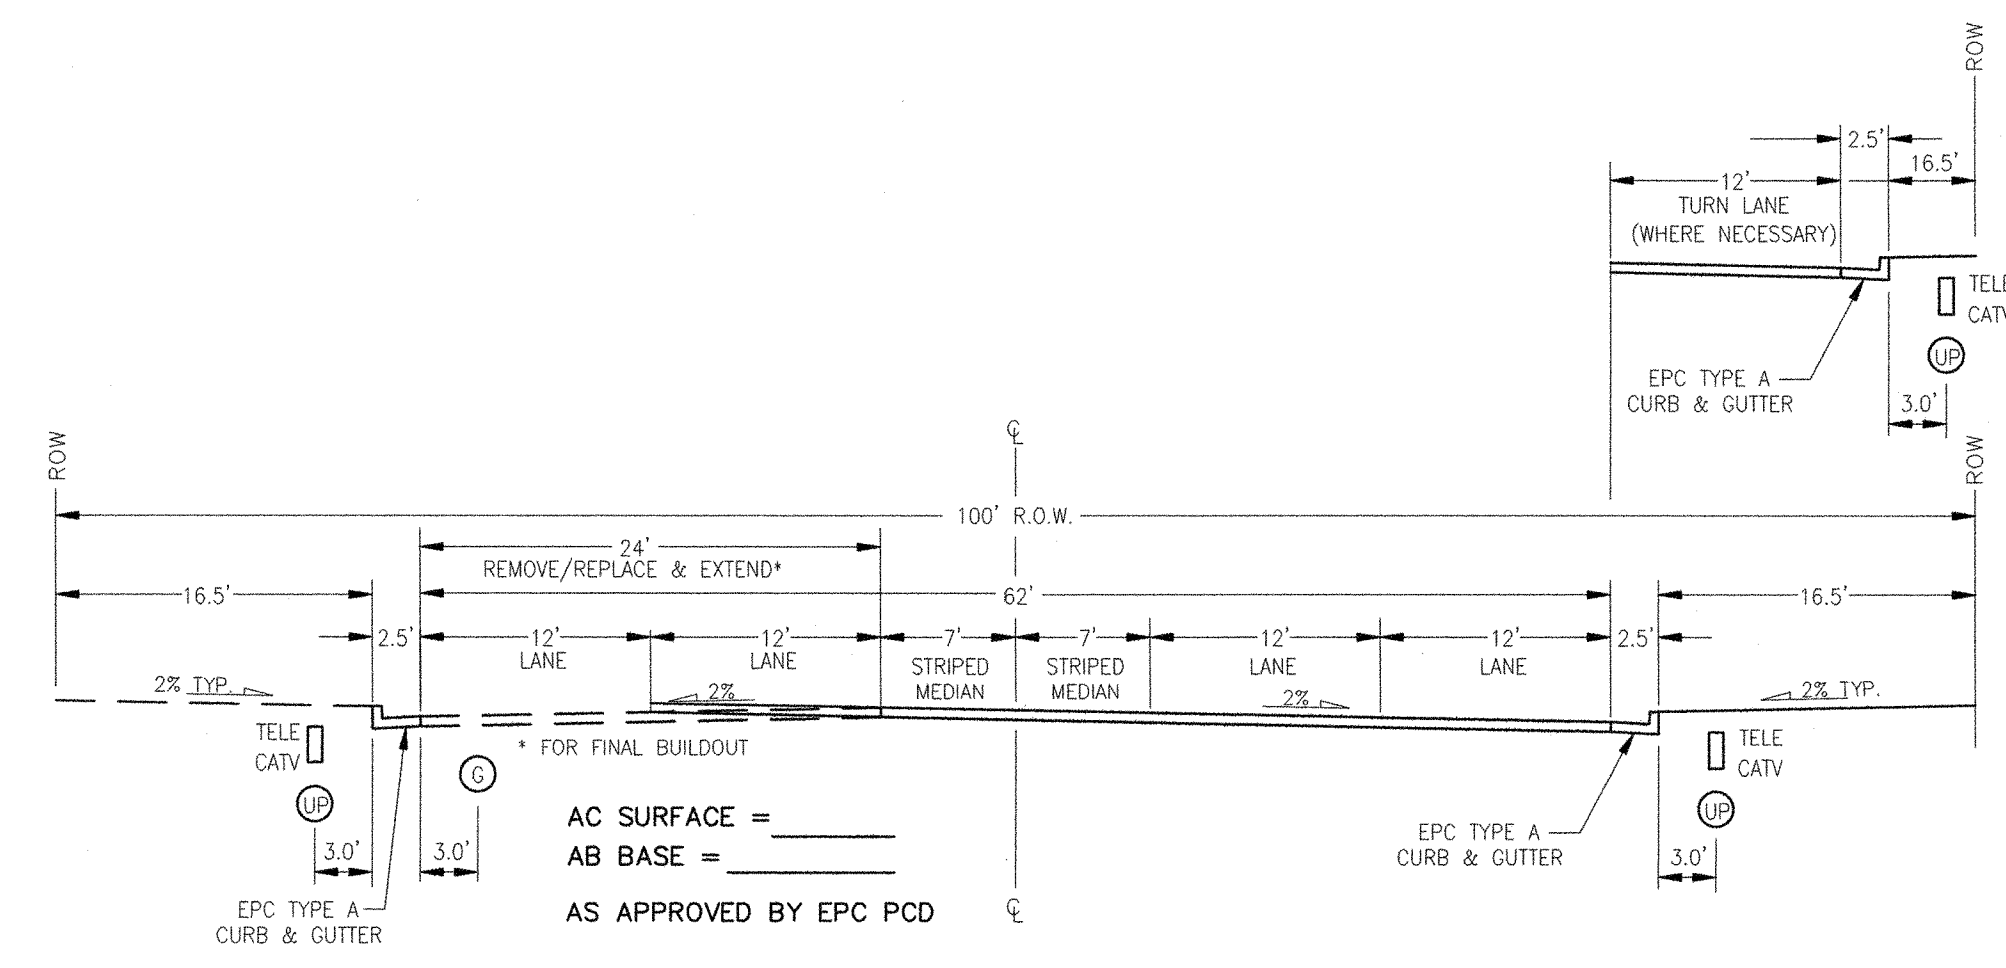 ROW
2.5'
16.5'
12'
TURN LANE
(WHERE NECESSARY)
TELE
CATV
UP
EPC TYPE A
CURB & GUTTER
3.0'
ROW
℄
ROW
100' R.O.W.
24'
REMOVE/REPLACE & EXTEND*
16.5'
62'
16.5'
2.5'
12'
LANE
12'
LANE
7'
STRIPED
MEDIAN
7'
STRIPED
MEDIAN
12'
LANE
12'
LANE
2.5'
2% TYP.
2%
2%
2% TYP.
TELE
CATV
UP
* FOR FINAL BUILDOUT
G
TELE
CATV
UP
3.0'
3.0'
AC SURFACE =
AB BASE =
AS APPROVED BY EPC PCD
EPC TYPE A
CURB & GUTTER
EPC TYPE A
CURB & GUTTER
3.0'
℄